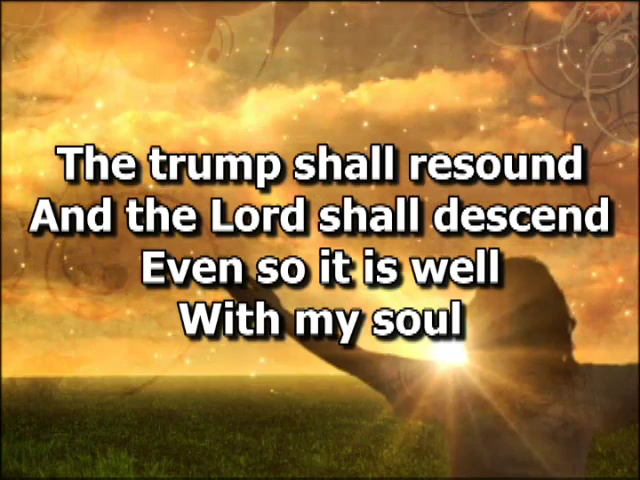 The trump shall resound
And the Lord shall descend
Even so it is well
With my soul